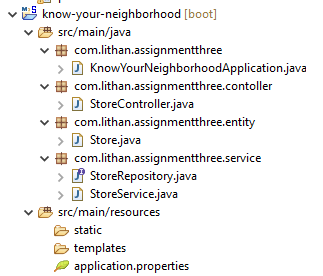 know-your-neighborhood [boot]
src/main/java
com.lithan.assignmentthree
KnowYourNeighborhoodApplication.java
com.lithan.assignmentthree.contoller
StoreController.java
com.lithan.assignmentthree.entity
Store.java
com.lithan.assignmentthree.service
StoreRepository.java
StoreService.java
src/main/resources
static
templates
application.properties